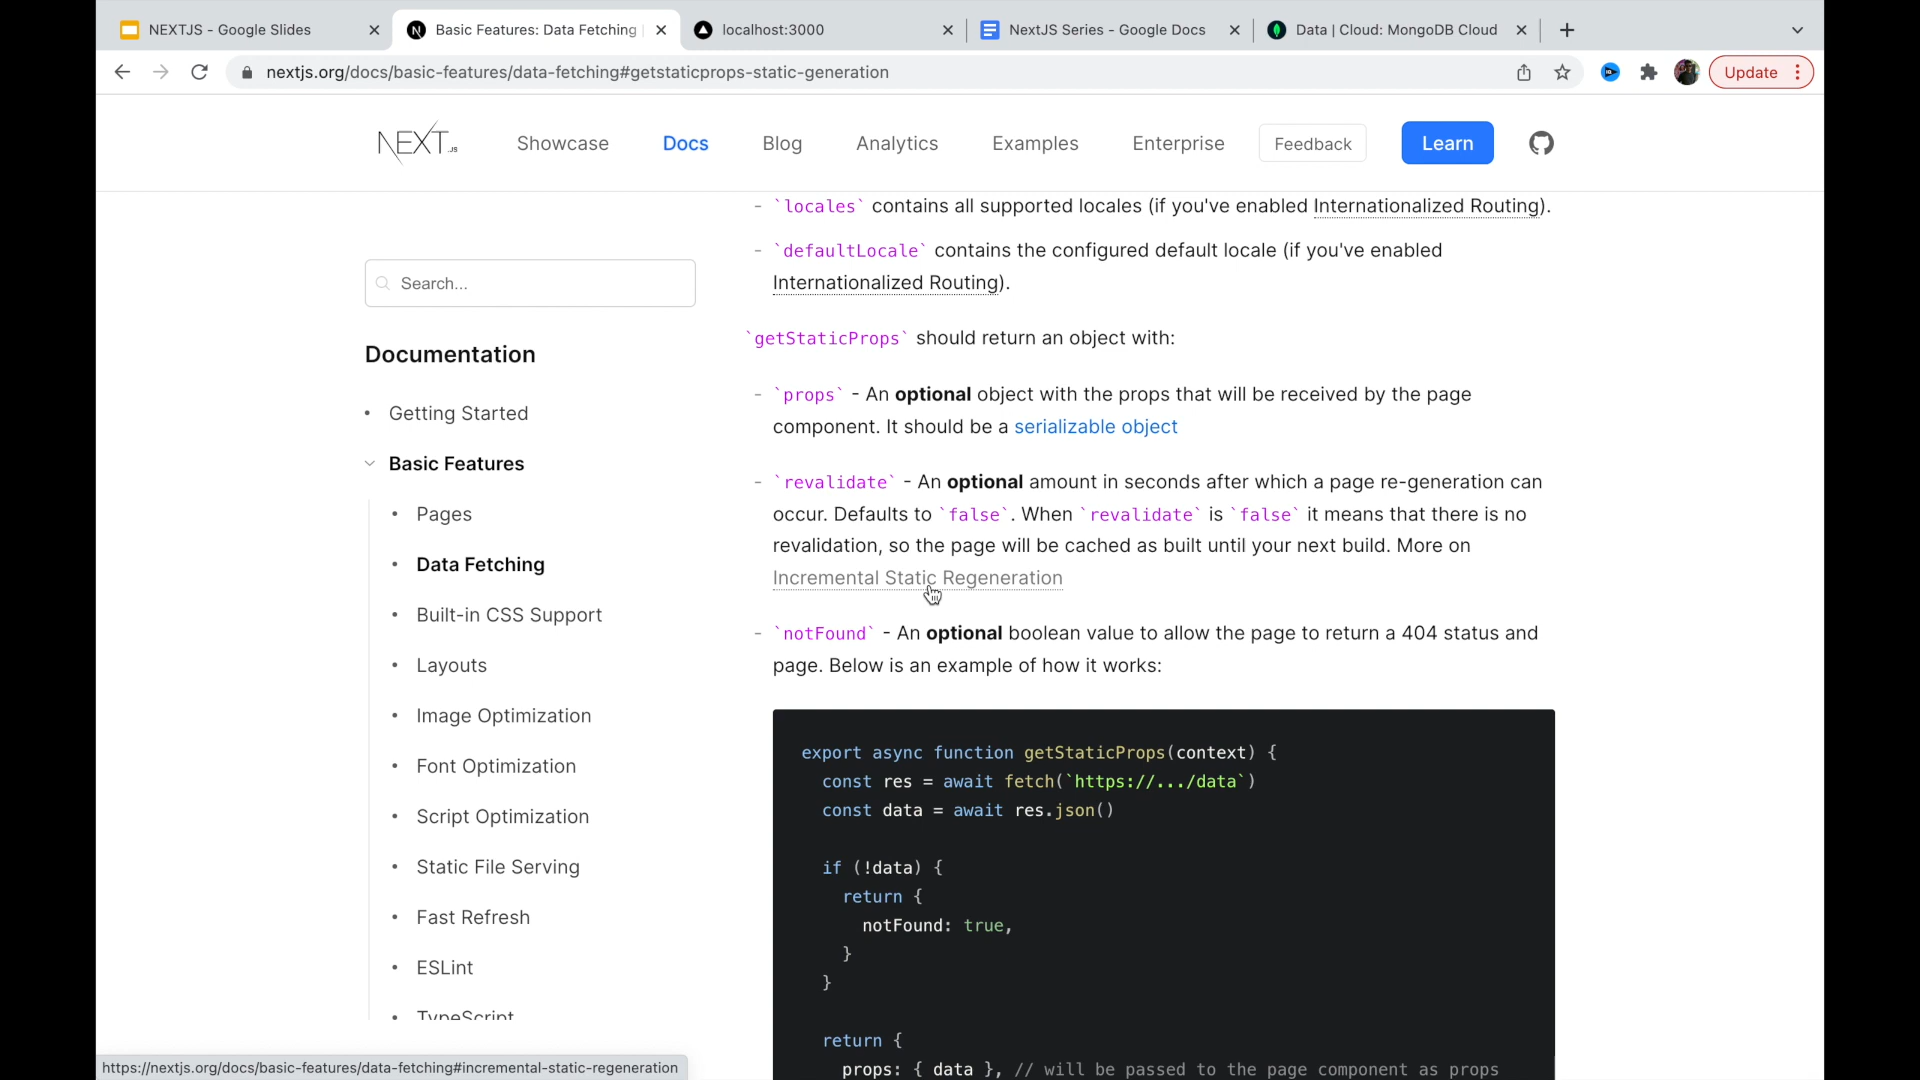 NEXTJS - Google Slides
Basic Features: Data Fetching
localhost:3000
NextJS Series - Google Docs
Data | Cloud: MongoDB Cloud
nextjs.org/docs/basic-features/data-fetching#getstaticprops-static-generation
Update
NEXT.JS
Showcase
Docs
Blog
Analytics
Examples
Enterprise
Feedback
Learn
Search...
Documentation
Getting Started
Basic Features
Pages
Data Fetching
Built-in CSS Support
Layouts
Image Optimization
Font Optimization
Script Optimization
Static File Serving
Fast Refresh
ESLint
TypeScript
- `locales` contains all supported locales (if you've enabled Internationalized Routing).
- `defaultLocale` contains the configured default locale (if you've enabled
Internationalized Routing).
`getStaticProps` should return an object with:
- `props` - An optional object with the props that will be received by the page
component. It should be a serializable object
- `revalidate` - An optional amount in seconds after which a page re-generation can
occur. Defaults to `false`. When `revalidate` is `false` it means that there is no
revalidation, so the page will be cached as built until your next build. More on
Incremental Static Regeneration
- `notFound` - An optional boolean value to allow the page to return a 404 status and
page. Below is an example of how it works:
export async function getStaticProps(context) {
const res = await fetch(`https://.../data`)
const data = await res.json()
if (!data) {
return {
notFound: true,
}
}
return {
props: { data }, // will be passed to the page component as props
https://nextjs.org/docs/basic-features/data-fetching#incremental-static-regeneration